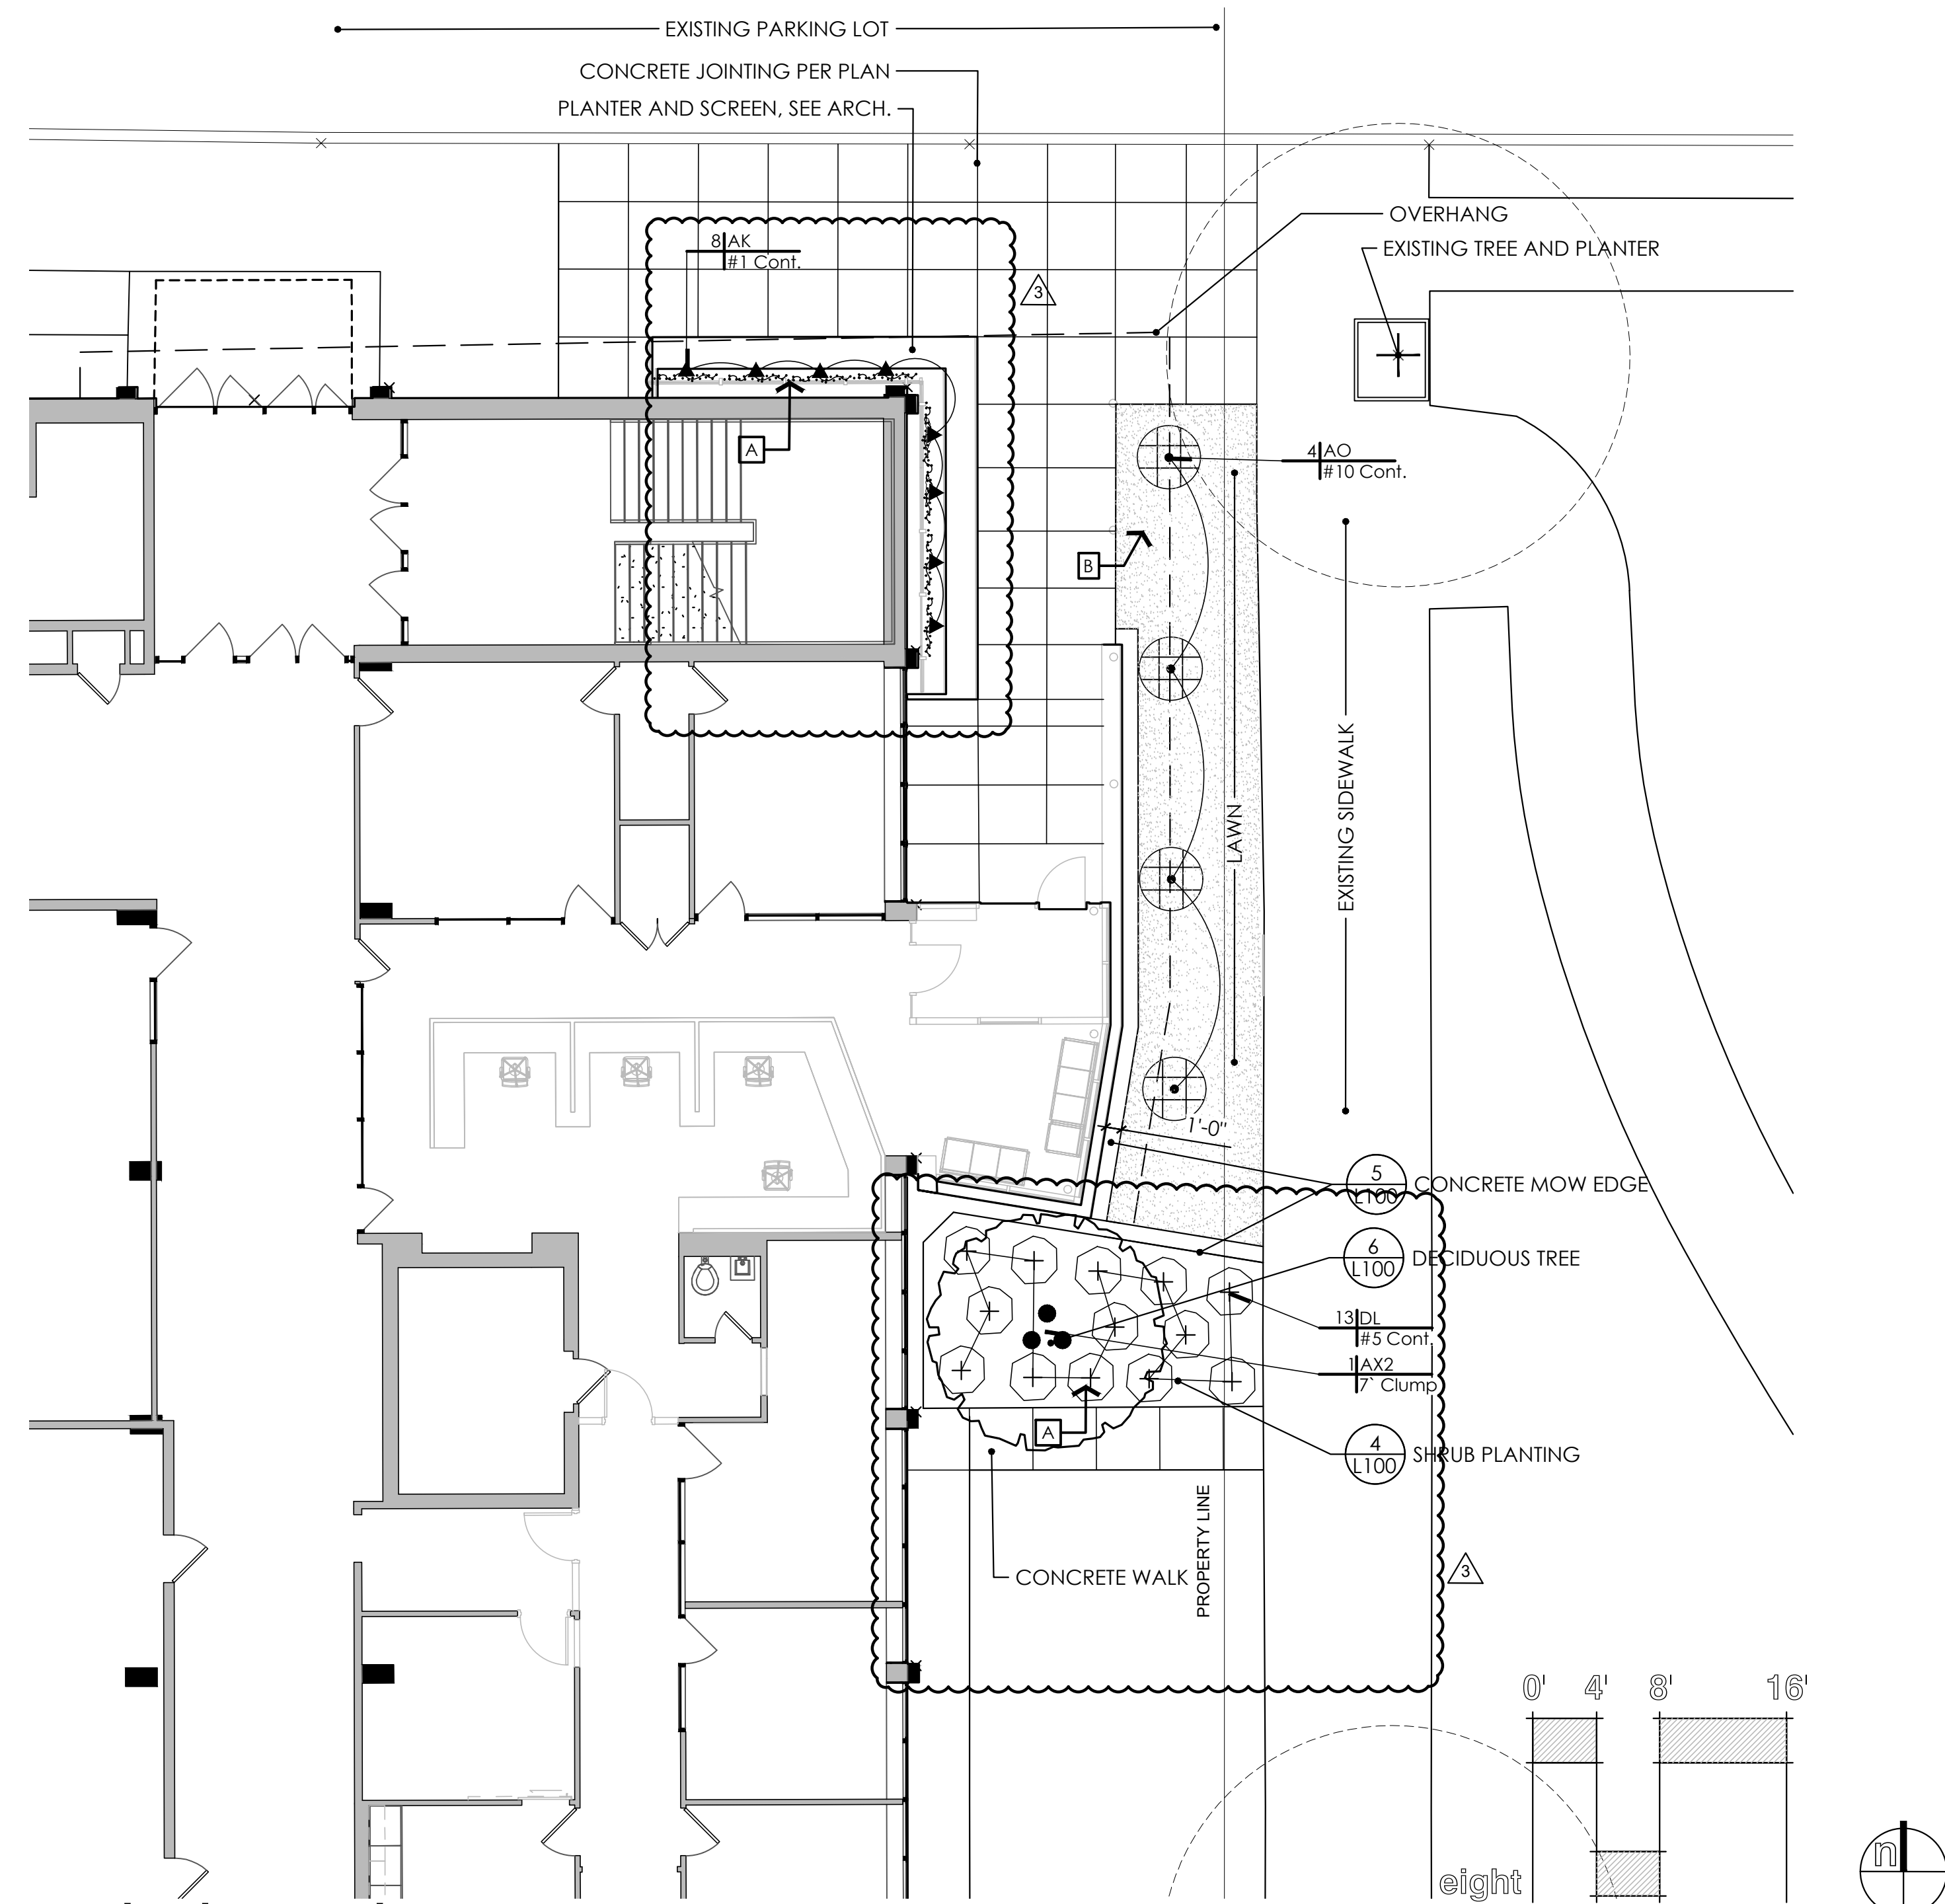 EXISTING PARKING LOT
CONCRETE JOINTING PER PLAN
PLANTER AND SCREEN, SEE ARCH.
OVERHANG
8 AK
#1 Cont.
EXISTING TREE AND PLANTER
3
A
4 AO
#10 Cont.
B
LAWN
EXISTING SIDEWALK
1'-0"
5
L100
CONCRETE MOW EDGE
6
L100
DECIDUOUS TREE
13 DL
#5 Cont.
1 AX2
7` Clump
A
4
L100
SHRUB PLANTING
PROPERTY LINE
CONCRETE WALK
3
0' 4' 8' 16'
eight
n